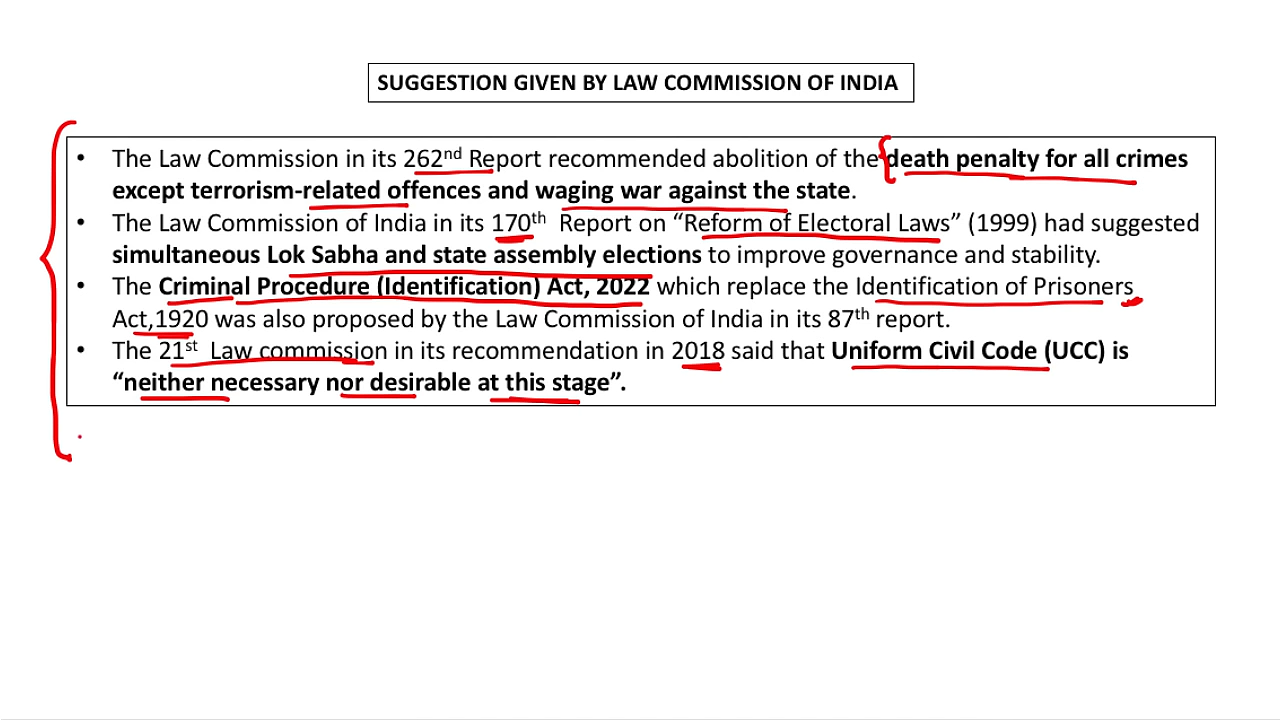 SUGGESTION GIVEN BY LAW COMMISSION OF INDIA
• The Law Commission in its 262nd Report recommended abolition of the death penalty for all crimes
except terrorism-related offences and waging war against the state.
• The Law Commission of India in its 170th Report on “Reform of Electoral Laws” (1999) had suggested
simultaneous Lok Sabha and state assembly elections to improve governance and stability.
• The Criminal Procedure (Identification) Act, 2022 which replace the Identification of Prisoners
Act,1920 was also proposed by the Law Commission of India in its 87th report.
• The 21st Law commission in its recommendation in 2018 said that Uniform Civil Code (UCC) is
“neither necessary nor desirable at this stage”.